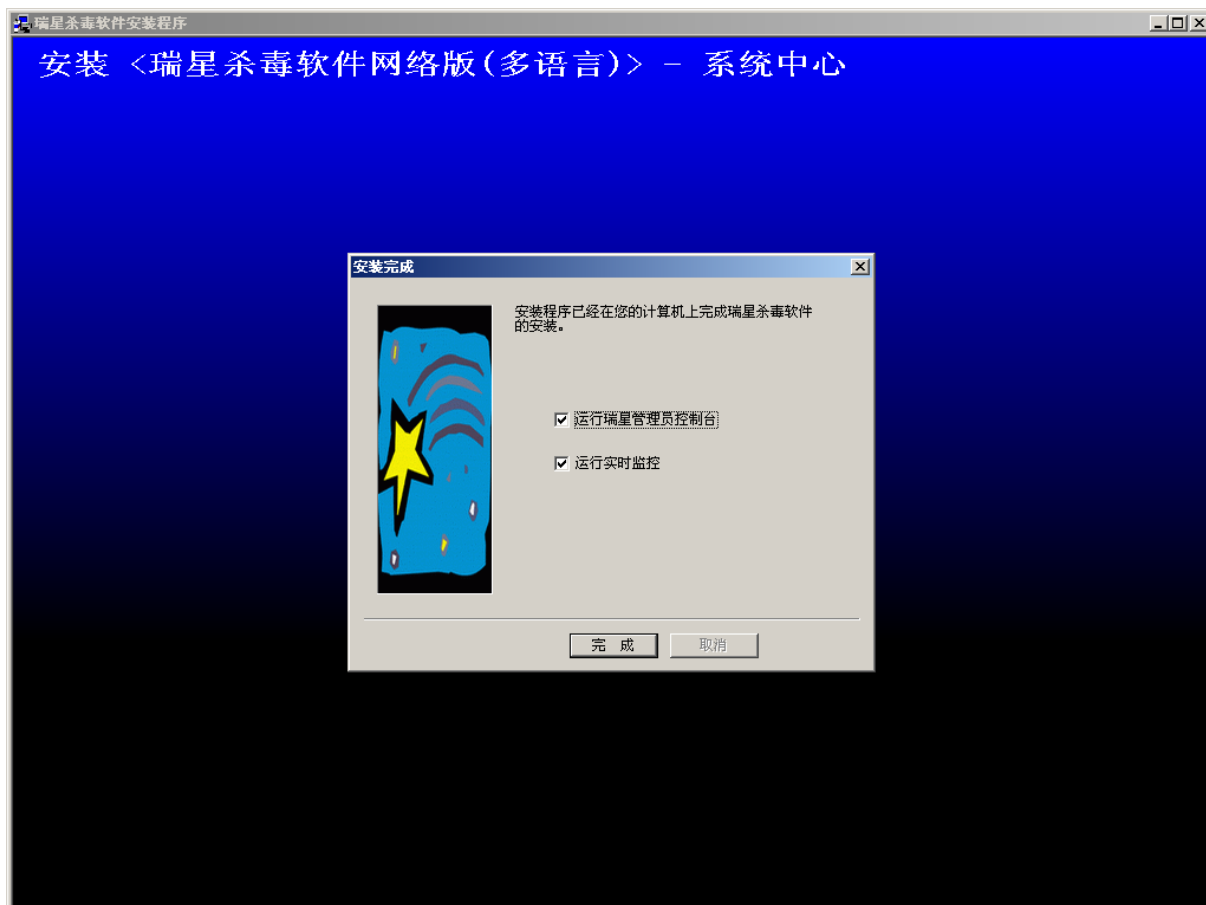 瑞星杀毒软件安装程序
安装 <瑞星杀毒软件网络版(多语言)> - 系统中心
安装完成
安装程序已经在您的计算机上完成瑞星杀毒软件
的安装。
运行瑞星管理员控制台
运行实时监控
完 成
取消